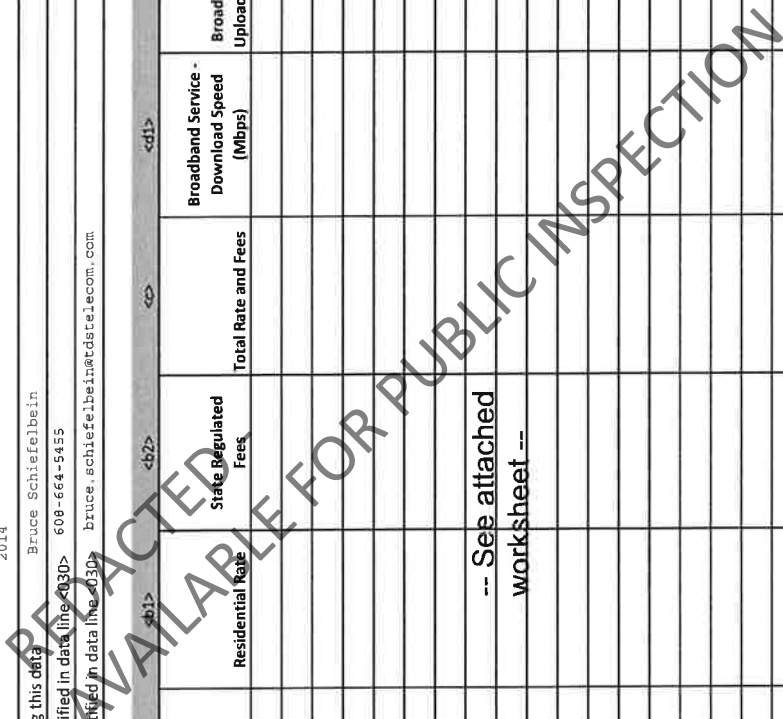 2014
g this data Bruce Schiefelbein
ified in data line <030> 608-664-5455
tified in data line <030> bruce.schiefelbein@tdstelecom.com
<b1> <b2> <c> <d1>
Residential Rate
State Regulated
Fees
Total Rate and Fees
Broadband Service -
Download Speed
(Mbps)
Broad
Uploa
-- See attached
worksheet --
REDACTED -
AVAILABLE FOR PUBLIC INSPECTION